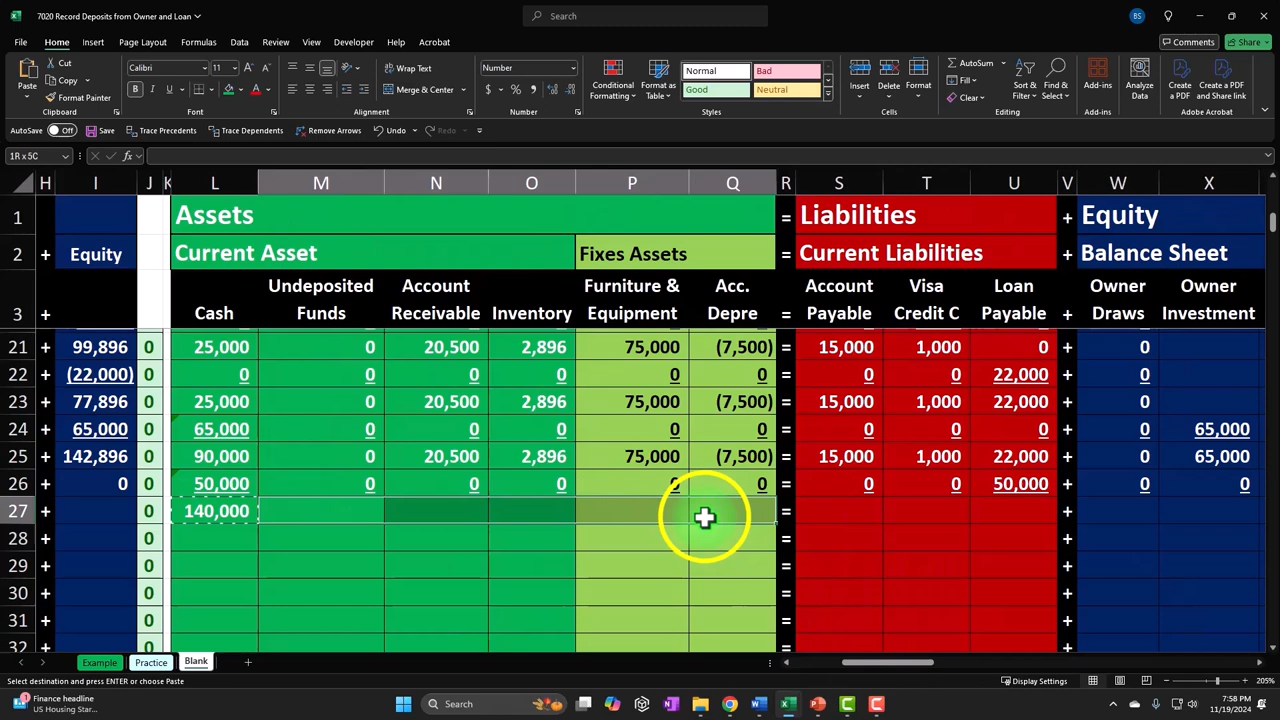 7020 Record Deposits from Owner and Loan
Search
BS
File Home Insert Page Layout Formulas Data Review View Developer Help Acrobat Comments Share
Paste Cut Copy Format Painter Clipboard
Calibri 11 B I U A Font
Wrap Text Merge & Center Alignment
Number $ % 9 Number
Conditional Formatting Format as Table Normal Bad Good Neutral Styles
Insert Delete Format Cells
AutoSum Fill Clear Sort & Filter Find & Select Editing
Add-ins Add-ins
Analyze Data
Create a PDF Create a PDF and Share link Adobe Acrobat
AutoSave Off Save Trace Precedents Trace Dependents Remove Arrows Undo Redo
1R x 5C fx
H I J K L M N O P Q R S T U V W X
1 Assets = Liabilities + Equity
2 + Equity Current Asset Fixes Assets = Current Liabilities + Balance Sheet
Undeposited Account Furniture & Acc. Account Visa Loan Owner Owner
3 + Cash Funds Receivable Inventory Equipment Depre = Payable Credit C Payable + Draws Investment
21 + 99,896 0 25,000 0 20,500 2,896 75,000 (7,500) = 15,000 1,000 0 + 0
22 + (22,000) 0 0 0 0 0 0 0 = 0 0 22,000 + 0
23 + 77,896 0 25,000 0 20,500 2,896 75,000 (7,500) = 15,000 1,000 22,000 + 0
24 + 65,000 0 65,000 0 0 0 0 0 = 0 0 0 + 0 65,000
25 + 142,896 0 90,000 0 20,500 2,896 75,000 (7,500) = 15,000 1,000 22,000 + 0 65,000
26 + 0 0 50,000 0 0 0 0 0 = 0 0 50,000 + 0 0
27 + 0 140,000 = +
28 + 0 = +
29 + 0 = +
30 + 0 = +
31 + 0 = +
32 + 0 = +
Example Practice Blank
Select destination and press ENTER or choose Paste Display Settings 205%
1 Finance headline
US Housing Star...
Search
7:58 PM
11/19/2024